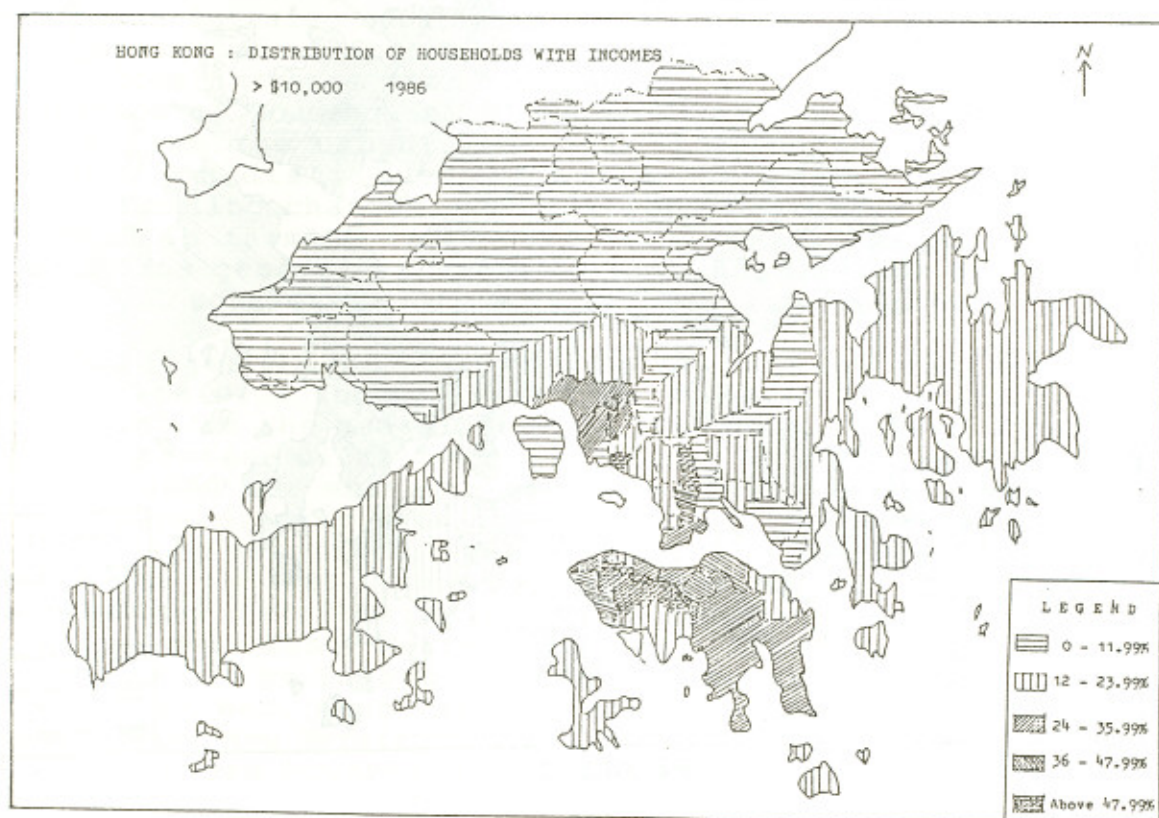 HONG KONG : DISTRIBUTION OF HOUSEHOLDS WITH INCOMES
> $10,000 1986
N
LEGEND
0 - 11.99%
12 - 23.99%
24 - 35.99%
36 - 47.99%
Above 47.99%